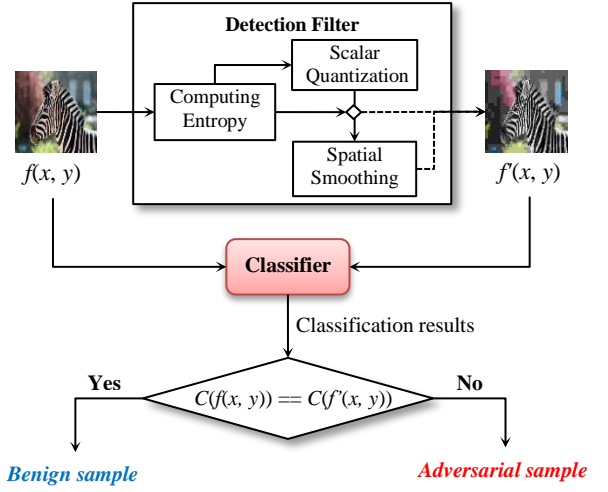 Detection Filter
Scalar
Quantization
Computing
Entropy
Spatial
Smoothing
f(x, y)
f'(x, y)
Classifier
Classification results
Yes
C(f(x, y)) == C(f'(x, y))
No
Benign sample
Adversarial sample